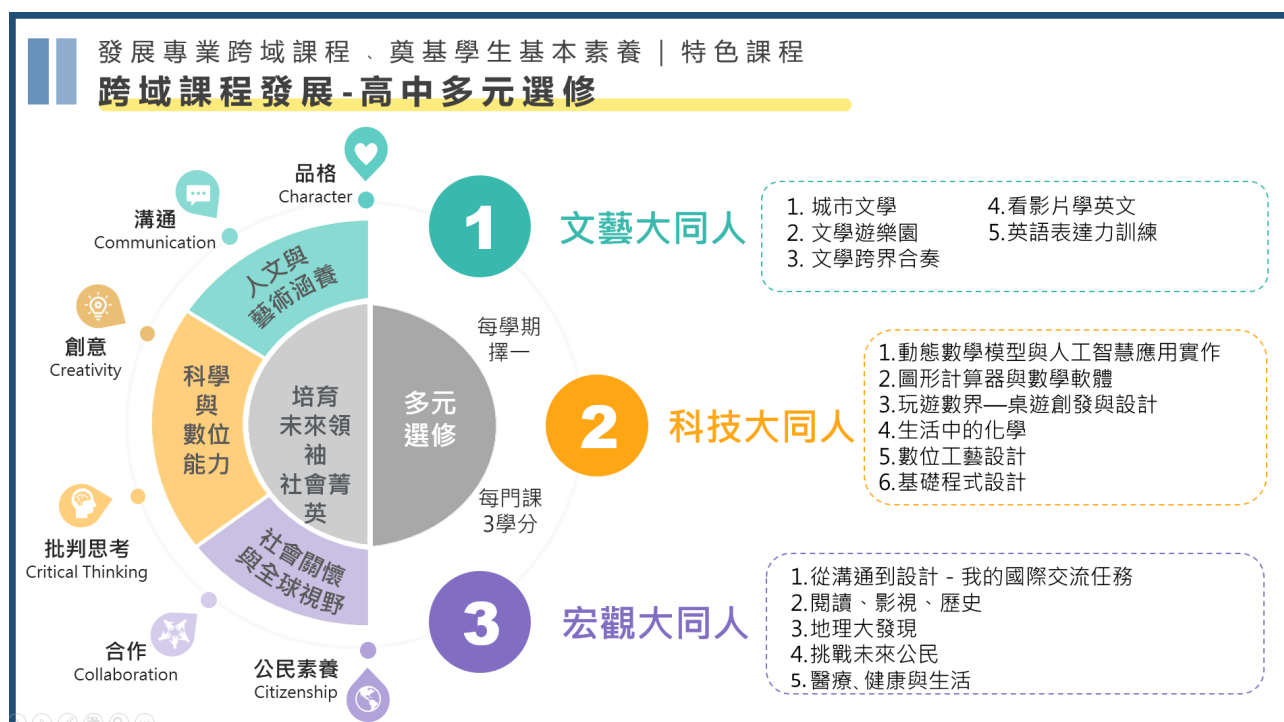 發展專業跨域課程﹑奠基學生基本素養｜特色課程
跨域課程發展-高中多元選修
品格
Character
溝通
Communication
創意
Creativity
批判思考
Critical Thinking
合作
Collaboration
公民素養
Citizenship
人文與
藝術涵養
科學
與
數位
能力
社會關懷
與全球視野
培育
未來領
袖
社會菁
英
多元
選修
每學期
擇一
每門課
3學分
1
文藝大同人
1. 城市文學
2. 文學遊樂園
3. 文學跨界合奏
4.看影片學英文
5.英語表達力訓練
2
科技大同人
1.動態數學模型與人工智慧應用實作
2.圖形計算器與數學軟體
3.玩遊數界—桌遊創發與設計
4.生活中的化學
5.數位工藝設計
6.基礎程式設計
3
宏觀大同人
1.從溝通到設計－我的國際交流任務
2.閱讀、影視、歷史
3.地理大發現
4.挑戰未來公民
5.醫療､健康與生活